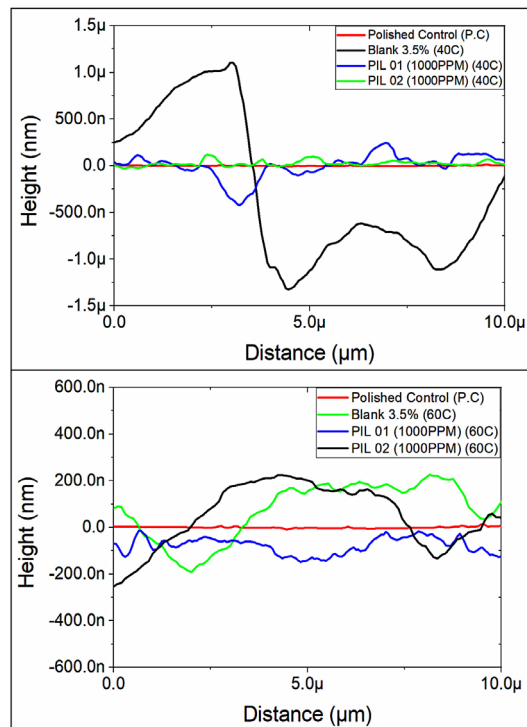 1.5µ
1.0µ
500.0n
0.0
-500.0n
-1.0µ
-1.5µ
Height (nm)
Polished Control (P.C)
Blank 3.5% (40C)
PIL 01 (1000PPM) (40C)
PIL 02 (1000PPM) (40C)
0.0 5.0µ 10.0µ
Distance (µm)
600.0n
400.0n
200.0n
0.0
-200.0n
-400.0n
-600.0n
Height (nm)
Polished Control (P.C)
Blank 3.5% (60C)
PIL 01 (1000PPM) (60C)
PIL 02 (1000PPM) (60C)
0.0 5.0µ 10.0µ
Distance (µm)